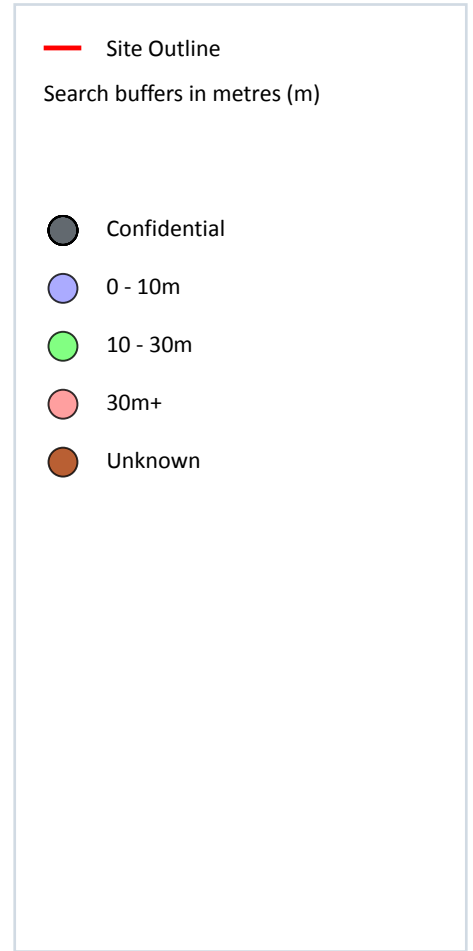 Site Outline
Search buffers in metres (m)
Confidential
0 - 10m
10 - 30m
30m+
Unknown